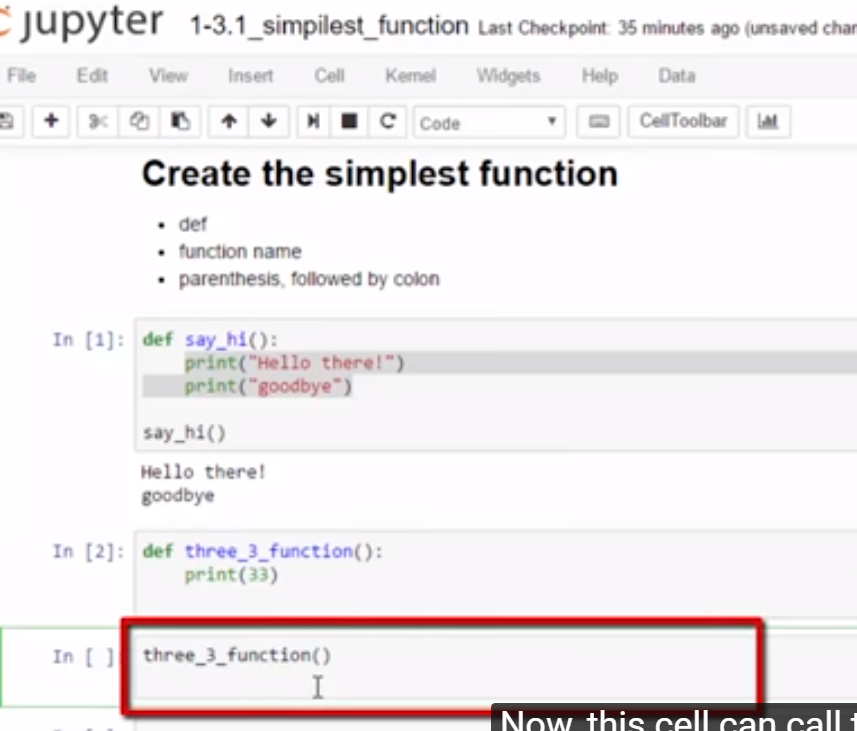 jupyter 1-3.1_simpilest_function Last Checkpoint: 35 minutes ago (unsaved
File Edit View Insert Cell Kernel Widgets Help Data
Code CellToolbar
Create the simplest function
• def
• function name
• parenthesis, followed by colon
In [1]: def say_hi():
print("Hello there!")
print("goodbye")
say_hi()
Hello there!
goodbye
In [2]: def three_3_function():
print(33)
In [ ] three_3_function()
Now, this cell can call